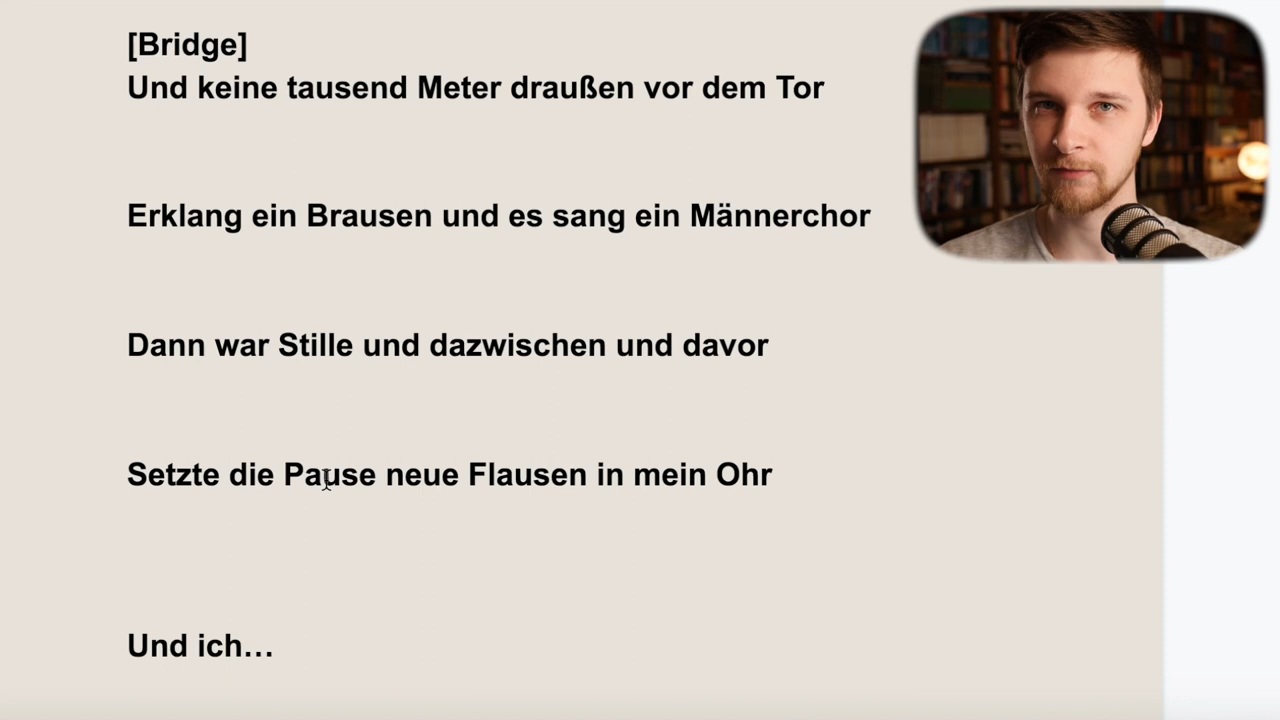 [Bridge]
Und keine tausend Meter draußen vor dem Tor
Erklang ein Brausen und es sang ein Männerchor
Dann war Stille und dazwischen und davor
Setzte die Pause neue Flausen in mein Ohr
Und ich…